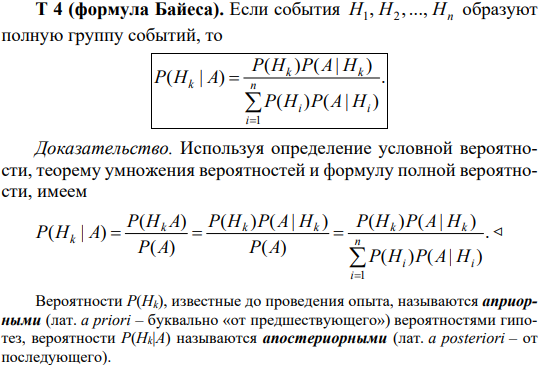 Т 4 (формула Байеса). Если события H₁, H₂, ..., Hₙ образуют
полную группу событий, то
P(Hₖ | A) = P(Hₖ)P(A | Hₖ) / ∑ᵢ₌₁ⁿ P(Hᵢ)P(A | Hᵢ).
Доказательство. Используя определение условной вероятно-
сти, теорему умножения вероятностей и формулу полной вероятно-
сти, имеем
P(Hₖ | A) = P(HₖA) / P(A) = P(Hₖ)P(A | Hₖ) / P(A) = P(Hₖ)P(A | Hₖ) / ∑ᵢ₌₁ⁿ P(Hᵢ)P(A | Hᵢ). ◁
Вероятности P(Hₖ), известные до проведения опыта, называются априор-
ными (лат. a priori – буквально «от предшествующего») вероятностями гипо-
тез, вероятности P(Hₖ|A) называются апостериорными (лат. a posteriori – от
последующего).